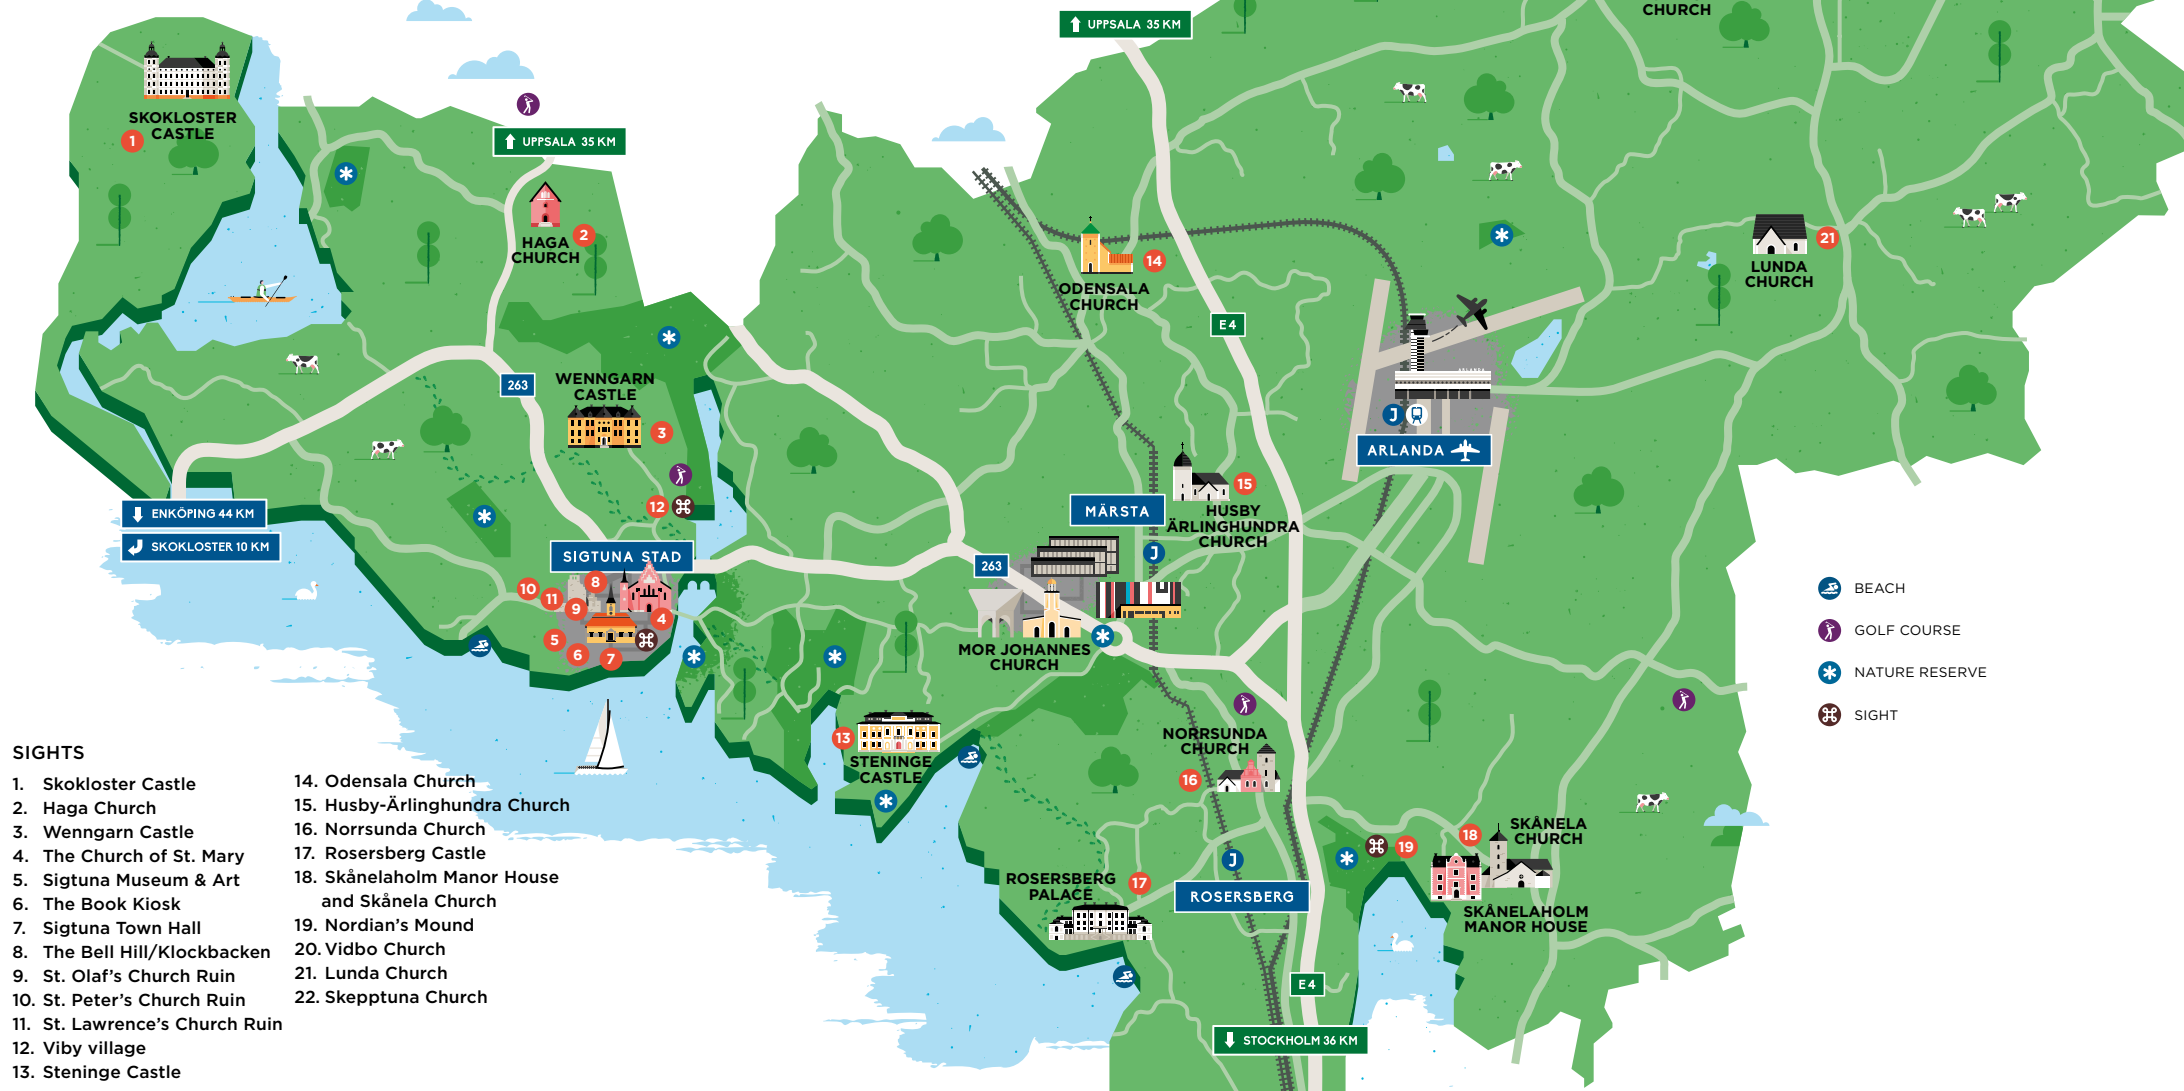 CHURCH
UPPSALA 35 KM
SKOKLOSTER
CASTLE
1
UPPSALA 35 KM
HAGA
CHURCH
2
ODENSALA
CHURCH
14
LUNDA
CHURCH
21
E4
263
WENNGARN
CASTLE
3
ARLANDA
J
ARLANDA
12
15
HUSBY
ÄRLINGHUNDRA
CHURCH
MÄRSTA
J
ENKÖPING 44 KM
SKOKLOSTER 10 KM
SIGTUNA STAD
263
10
11
8
9
4
5
6
7
MOR JOHANNES
CHURCH
BEACH
GOLF COURSE
NATURE RESERVE
SIGHT
13
STENINGE
CASTLE
NORRSUNDA
CHURCH
16
18
SKÅNELA
CHURCH
19
J
ROSERSBERG
PALACE
17
ROSERSBERG
SKÅNELAHOLM
MANOR HOUSE
E4
STOCKHOLM 36 KM
SIGHTS
1. Skokloster Castle
2. Haga Church
3. Wenngarn Castle
4. The Church of St. Mary
5. Sigtuna Museum & Art
6. The Book Kiosk
7. Sigtuna Town Hall
8. The Bell Hill/Klockbacken
9. St. Olaf's Church Ruin
10. St. Peter's Church Ruin
11. St. Lawrence's Church Ruin
12. Viby village
13. Steninge Castle
14. Odensala Church
15. Husby-Ärlinghundra Church
16. Norrsunda Church
17. Rosersberg Castle
18. Skånelaholm Manor House
and Skånela Church
19. Nordian's Mound
20. Vidbo Church
21. Lunda Church
22. Skepptuna Church